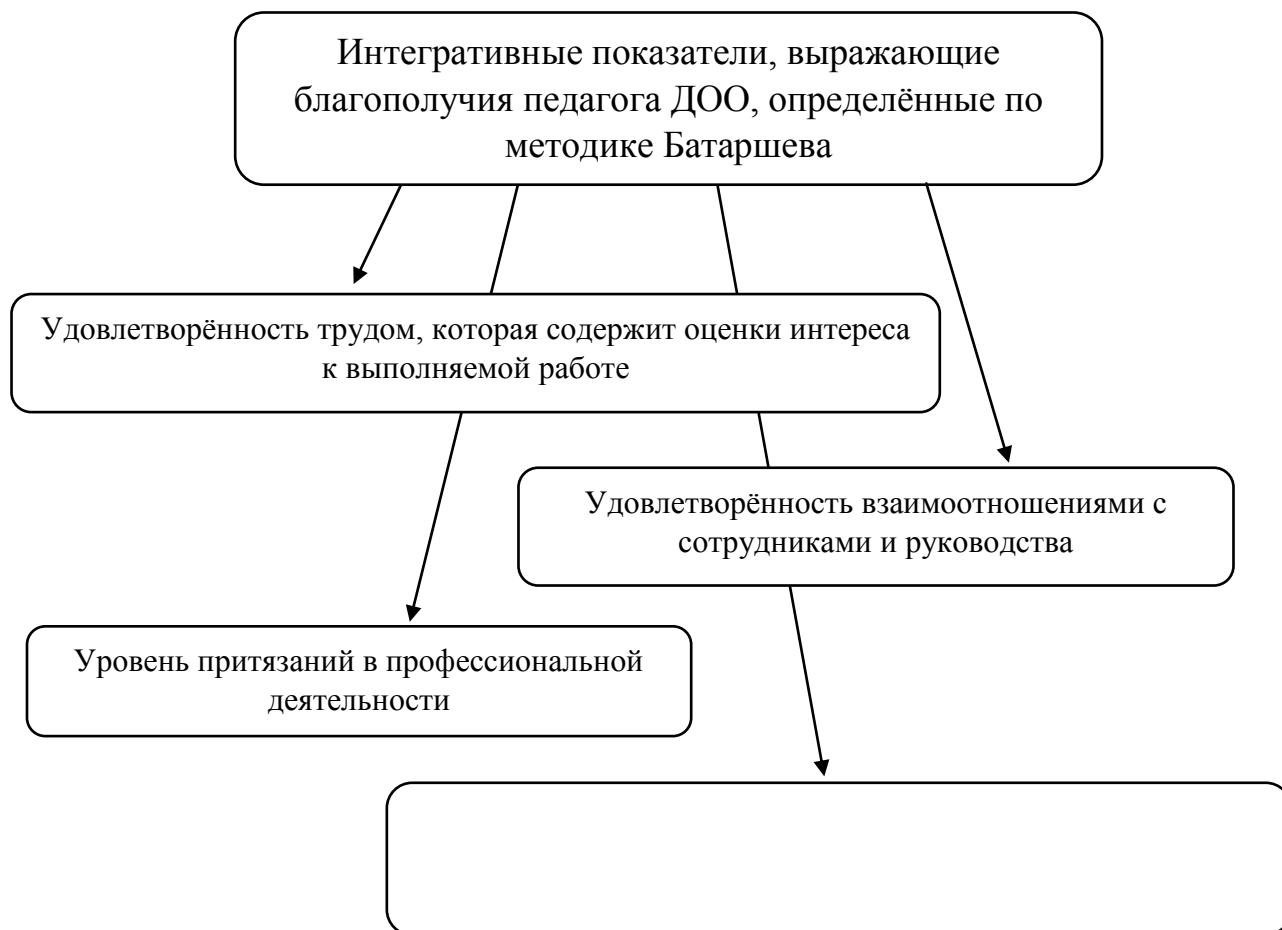 Интегративные показатели, выражающие
благополучия педагога ДОО, определённые по
методике Батаршева
Удовлетворённость трудом, которая содержит оценки интереса
к выполняемой работе
Удовлетворённость взаимоотношениями с
сотрудниками и руководства
Уровень притязаний в профессиональной
деятельности